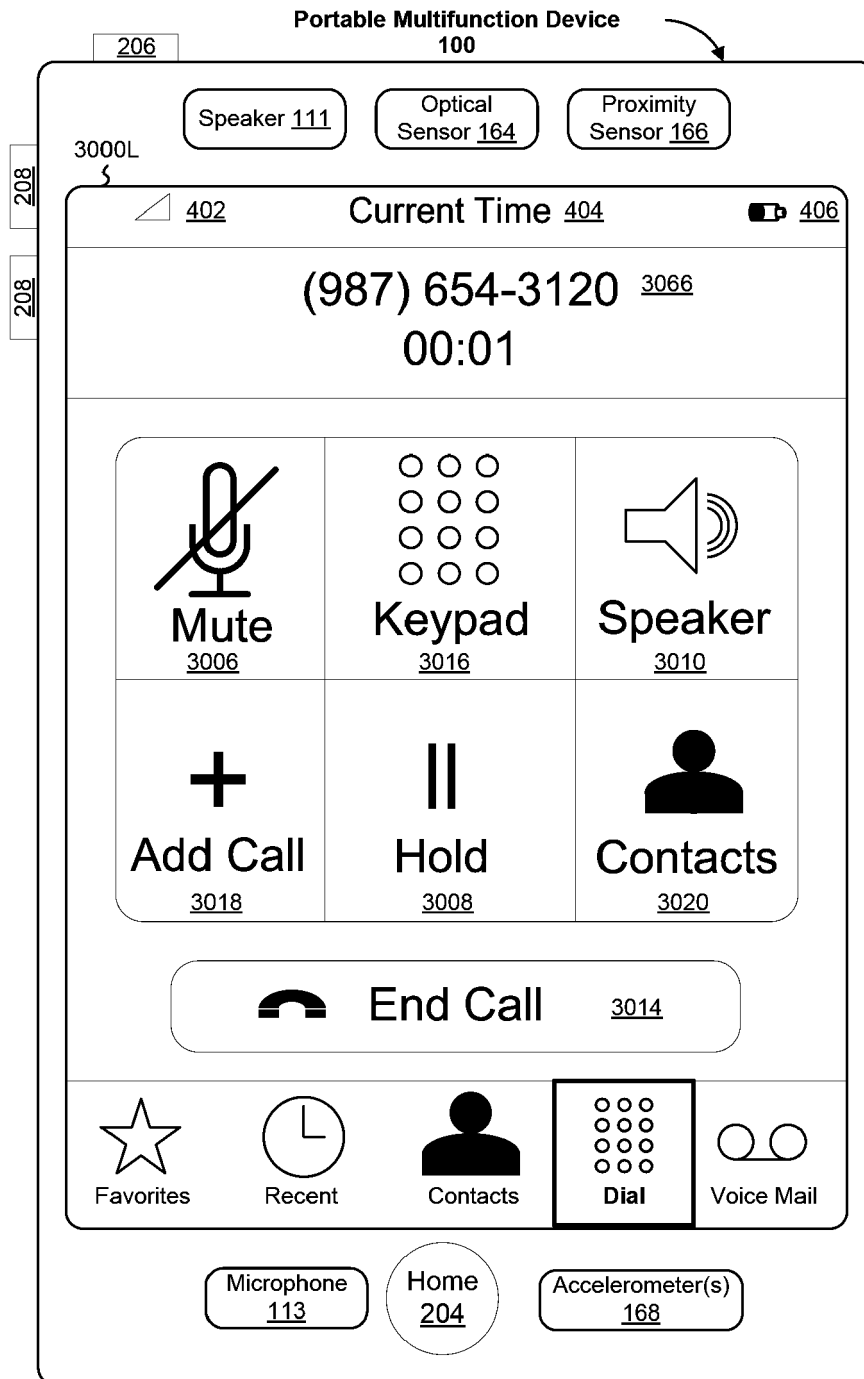 Portable Multifunction Device
100
206
Speaker 111
Optical
Sensor 164
Proximity
Sensor 166
208
3000L
402
Current Time 404
406
208
(987) 654-3120 3066
00:01
Mute
3006
Keypad
3016
Speaker
3010
Add Call
3018
Hold
3008
Contacts
3020
End Call 3014
Favorites
Recent
Contacts
Dial
Voice Mail
Microphone
113
Home
204
Accelerometer(s)
168